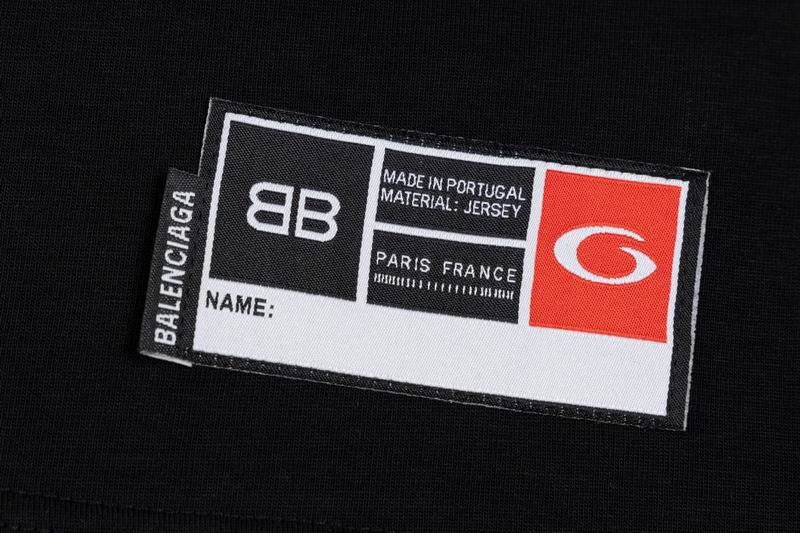 BALENCIAGA
BB
MADE IN PORTUGAL
MATERIAL: JERSEY
PARIS FRANCE
NAME: